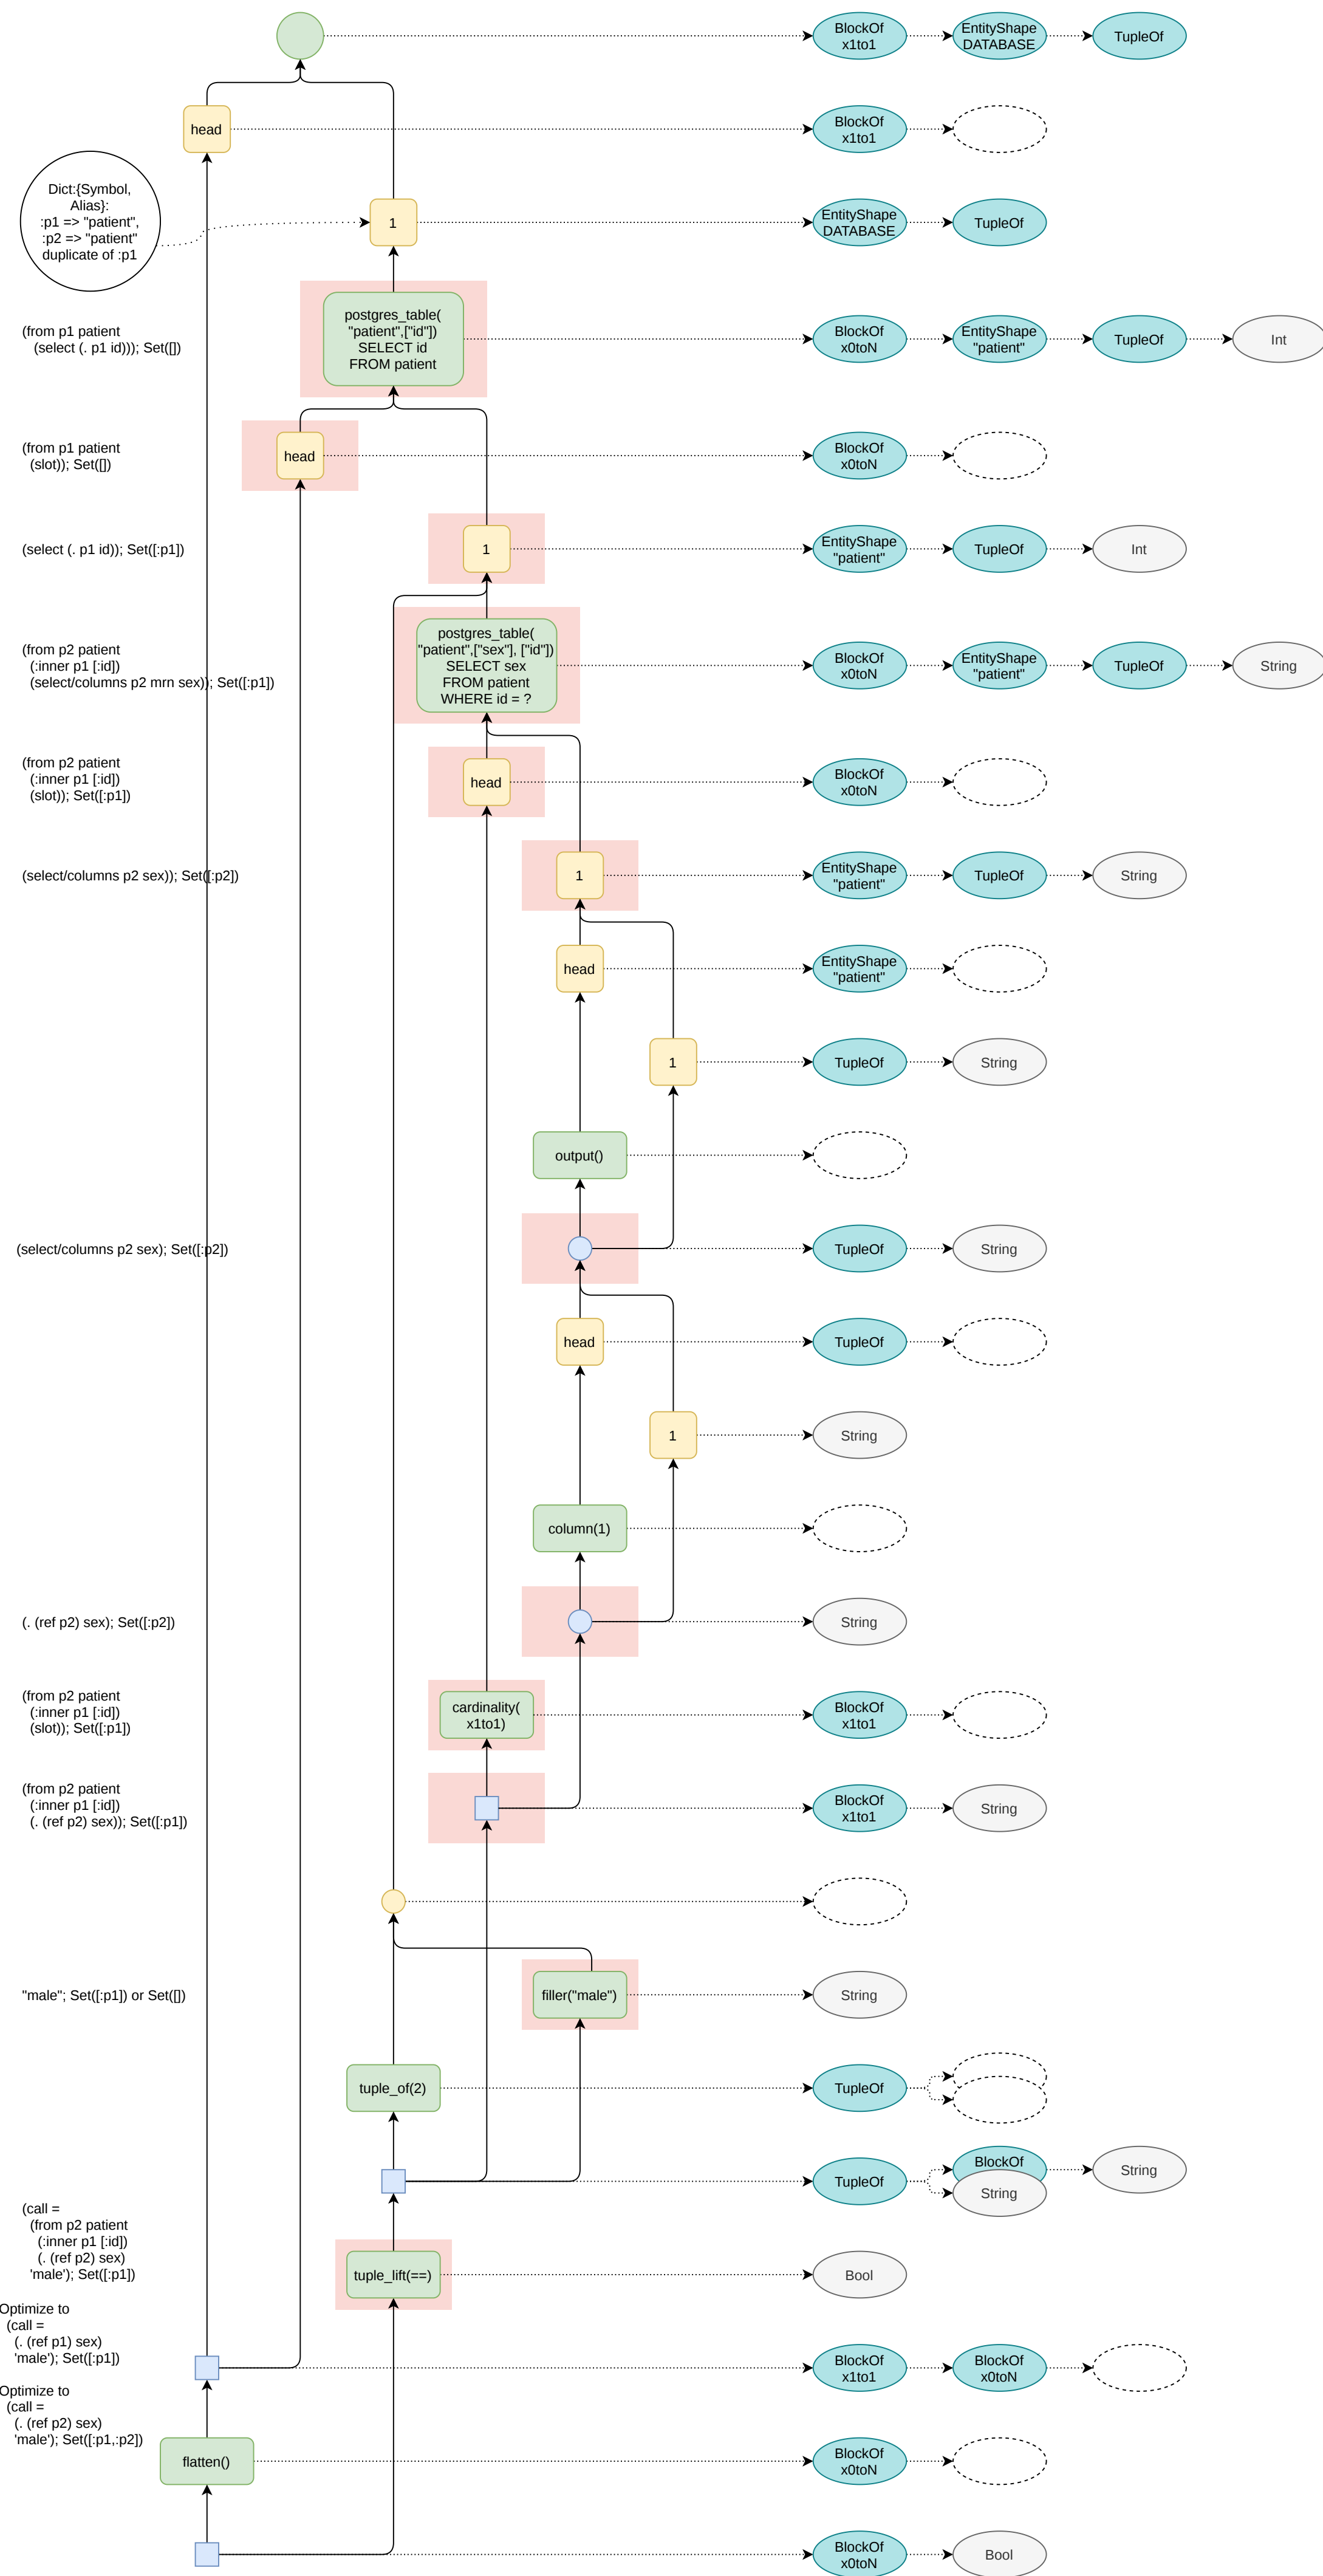 BlockOf
x1to1
EntityShape
DATABASE
TupleOf
head
BlockOf
x1to1
Dict:{Symbol,
Alias}:
:p1 => "patient",
:p2 => "patient"
duplicate of :p1
1
EntityShape
DATABASE
TupleOf
(from p1 patient
(select (. p1 id))); Set([])
postgres_table(
"patient",["id"])
SELECT id
FROM patient
BlockOf
x0toN
EntityShape
"patient"
TupleOf
Int
(from p1 patient
(slot)); Set([])
head
BlockOf
x0toN
(select (. p1 id)); Set([:p1])
1
EntityShape
"patient"
TupleOf
Int
(from p2 patient
(:inner p1 [:id])
(select/columns p2 mrn sex)); Set([:p1])
postgres_table(
"patient",["sex"], ["id"])
SELECT sex
FROM patient
WHERE id = ?
BlockOf
x0toN
EntityShape
"patient"
TupleOf
String
(from p2 patient
(:inner p1 [:id])
(slot)); Set([:p1])
head
BlockOf
x0toN
(select/columns p2 sex)); Set([:p2])
1
EntityShape
"patient"
TupleOf
String
head
EntityShape
"patient"
1
TupleOf
String
output()
(select/columns p2 sex); Set([:p2])
TupleOf
String
head
TupleOf
1
String
column(1)
(. (ref p2) sex); Set([:p2])
String
(from p2 patient
(:inner p1 [:id])
(slot)); Set([:p1])
cardinality(
x1to1)
BlockOf
x1to1
(from p2 patient
(:inner p1 [:id])
(. (ref p2) sex)); Set([:p1])
BlockOf
x1to1
String
"male"; Set([:p1]) or Set([])
filler("male")
String
tuple_of(2)
TupleOf
TupleOf
BlockOf
String
String
(call =
(from p2 patient
(:inner p1 [:id])
(. (ref p2) sex)
'male'); Set([:p1])
tuple_lift(==)
Bool
Optimize to
(call =
(. (ref p1) sex)
'male'); Set([:p1])
BlockOf
x1to1
BlockOf
x0toN
Optimize to
(call =
(. (ref p2) sex)
'male'); Set([:p1,:p2])
flatten()
BlockOf
x0toN
BlockOf
x0toN
Bool